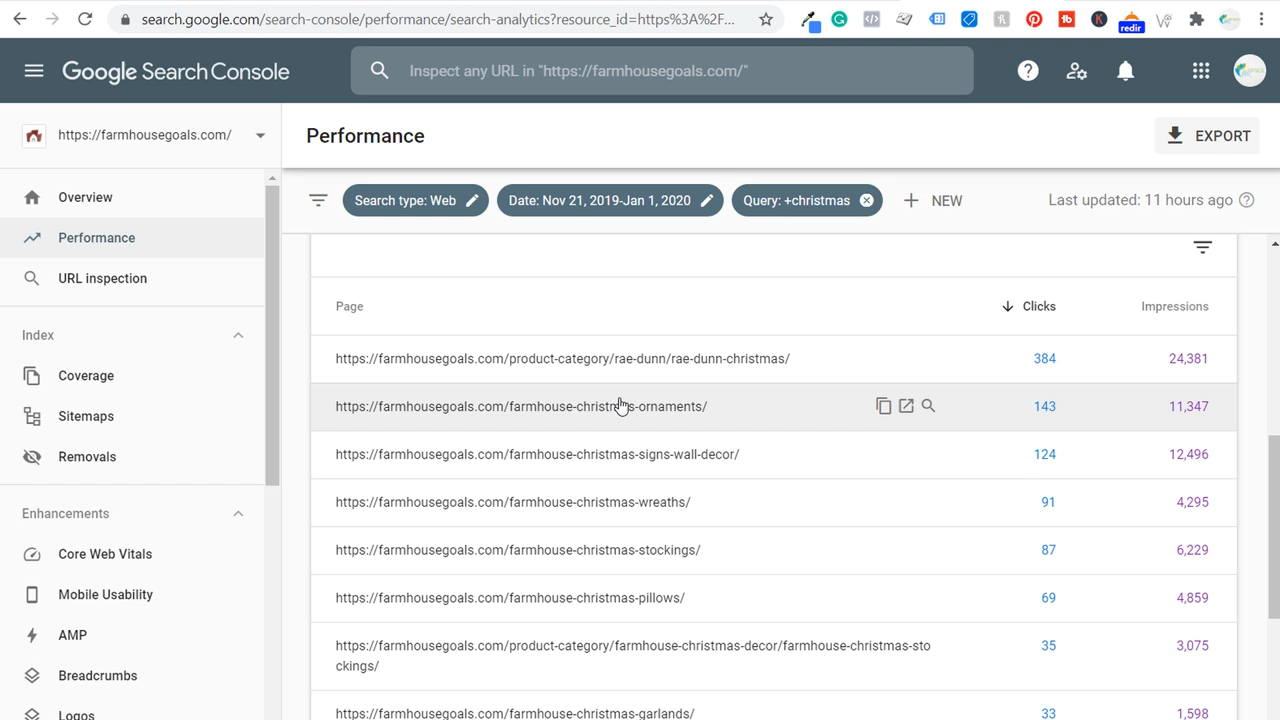 search.google.com/search-console/performance/search-analytics?resource_id=https%3A%2F...
redir
Google Search Console
Inspect any URL in "https://farmhousegoals.com/"
https://farmhousegoals.com/
Performance
EXPORT
Overview
Performance
URL inspection
Index
Coverage
Sitemaps
Removals
Enhancements
Core Web Vitals
Mobile Usability
AMP
Breadcrumbs
Logos
Search type: Web
Date: Nov 21, 2019-Jan 1, 2020
Query: +christmas
NEW
Last updated: 11 hours ago
Page Clicks Impressions
https://farmhousegoals.com/product-category/rae-dunn/rae-dunn-christmas/ 384 24,381
https://farmhousegoals.com/farmhouse-christmas-ornaments/ 143 11,347
https://farmhousegoals.com/farmhouse-christmas-signs-wall-decor/ 124 12,496
https://farmhousegoals.com/farmhouse-christmas-wreaths/ 91 4,295
https://farmhousegoals.com/farmhouse-christmas-stockings/ 87 6,229
https://farmhousegoals.com/farmhouse-christmas-pillows/ 69 4,859
https://farmhousegoals.com/product-category/farmhouse-christmas-decor/farmhouse-christmas-sto 35 3,075
ckings/
https://farmhousegoals.com/farmhouse-christmas-garlands/ 33 1,598